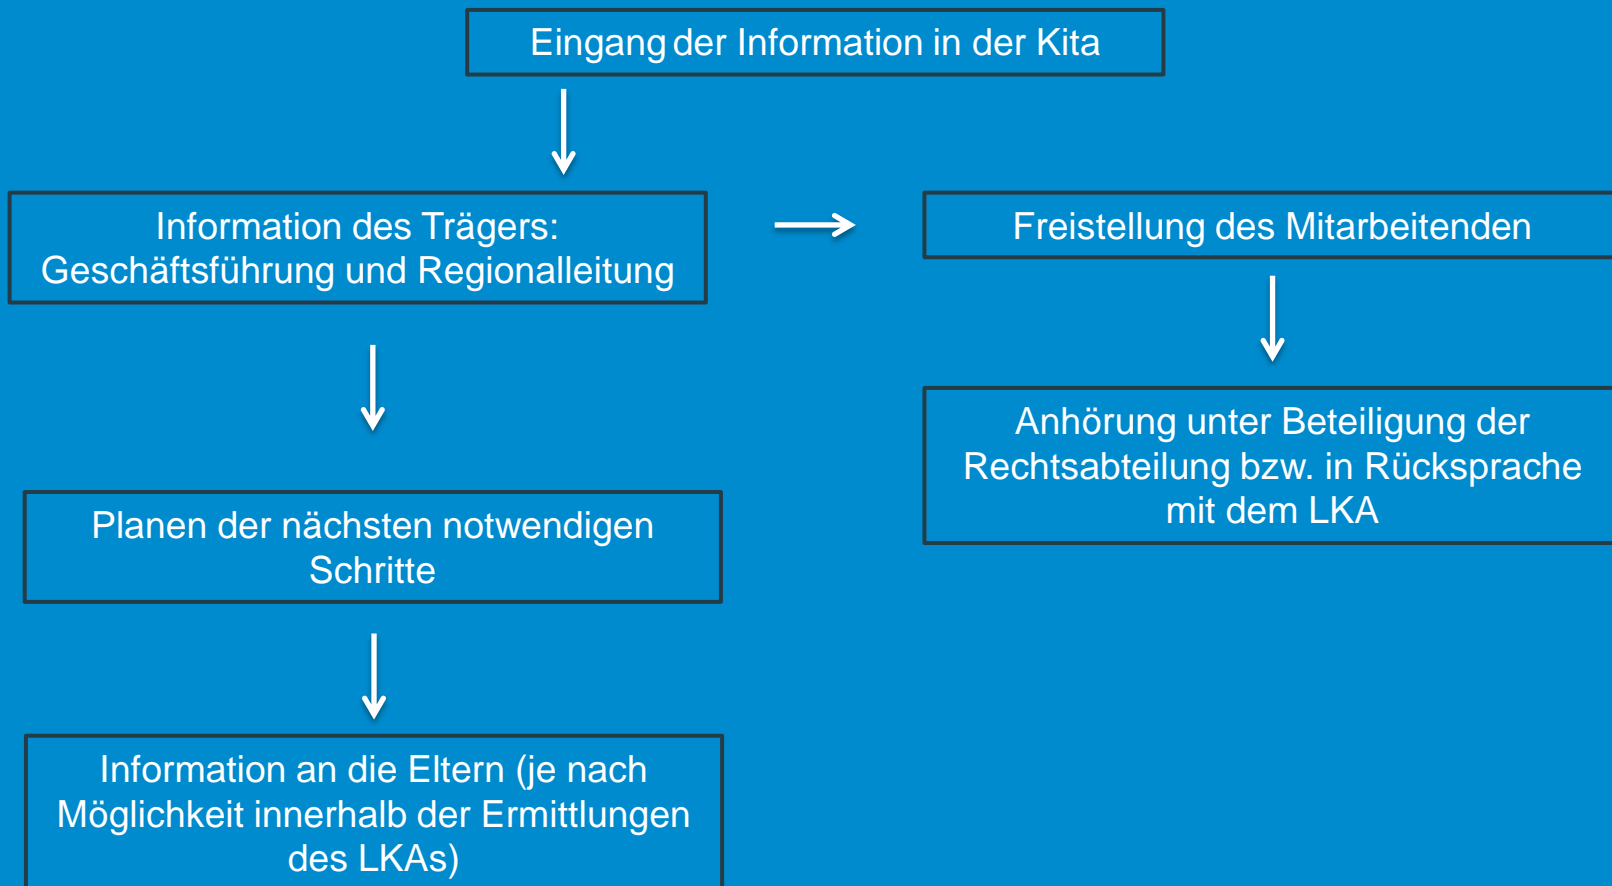 Eingang der Information in der Kita
Information des Trägers:
Geschäftsführung und Regionalleitung
Freistellung des Mitarbeitenden
Anhörung unter Beteiligung der
Rechtsabteilung bzw. in Rücksprache
mit dem LKA
Planen der nächsten notwendigen
Schritte
Information an die Eltern (je nach
Möglichkeit innerhalb der Ermittlungen
des LKAs)